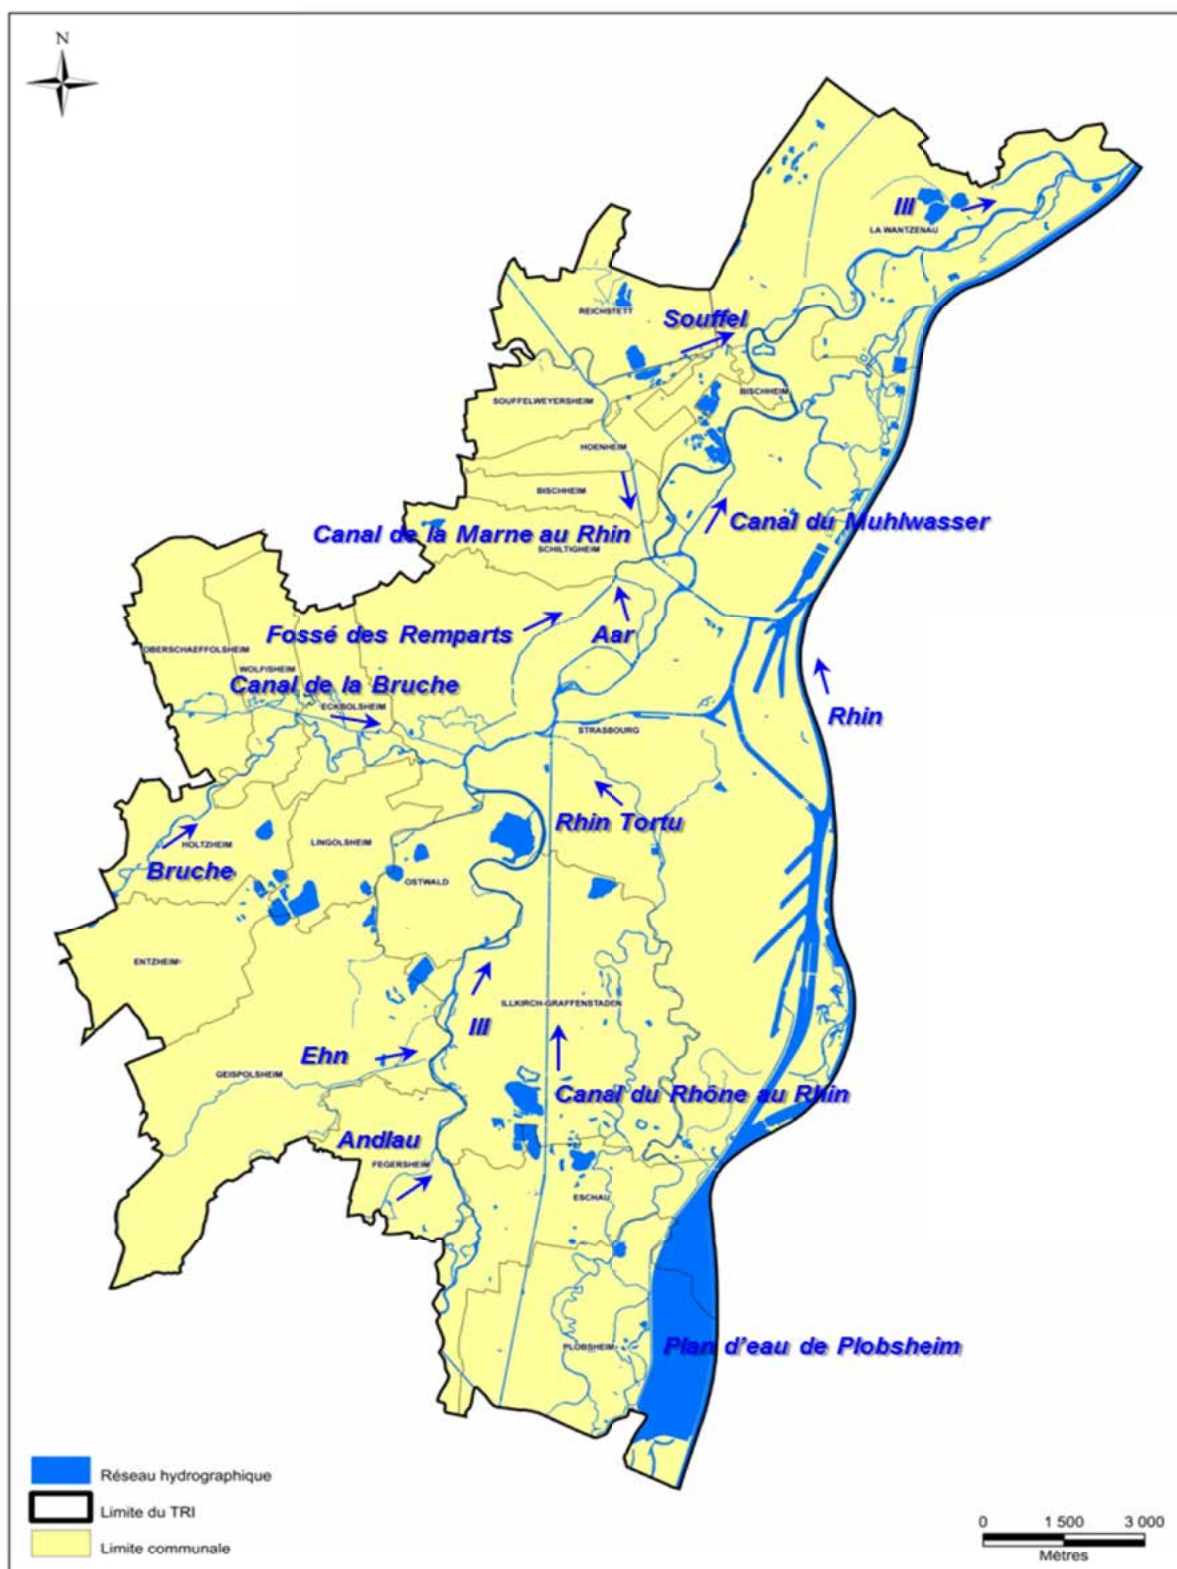 N
Ill
LA WANTZENAU
REICHSTETT
Souffel
BISCHHEIM
SOUFFELWEYERSHEIM
HOENHEIM
BISCHHEIM
Canal du Muhlwasser
Canal de la Marne au Rhin
SCHILTIGHEIM
Fossé des Remparts
Aar
OBERSCHAEFFOLSHEIM
WOLFISHEIM
Canal de la Bruche
ECKBOLSHEIM
Rhin
STRASBOURG
Rhin Tortu
HOLTZHEIM
LINGOLSHEIM
Bruche
OSTWALD
ENTZHEIM
ILLKIRCH-GRAFFENSTADEN
Ill
Ehn
GEISPOLSHEIM
Canal du Rhône au Rhin
Andlau
FEGERSHEIM
ESCHAU
PLOBSHEIM
Plan d'eau de Plobsheim
Réseau hydrographique
Limite du TRI
Limite communale
0 1 500 3 000
Mètres